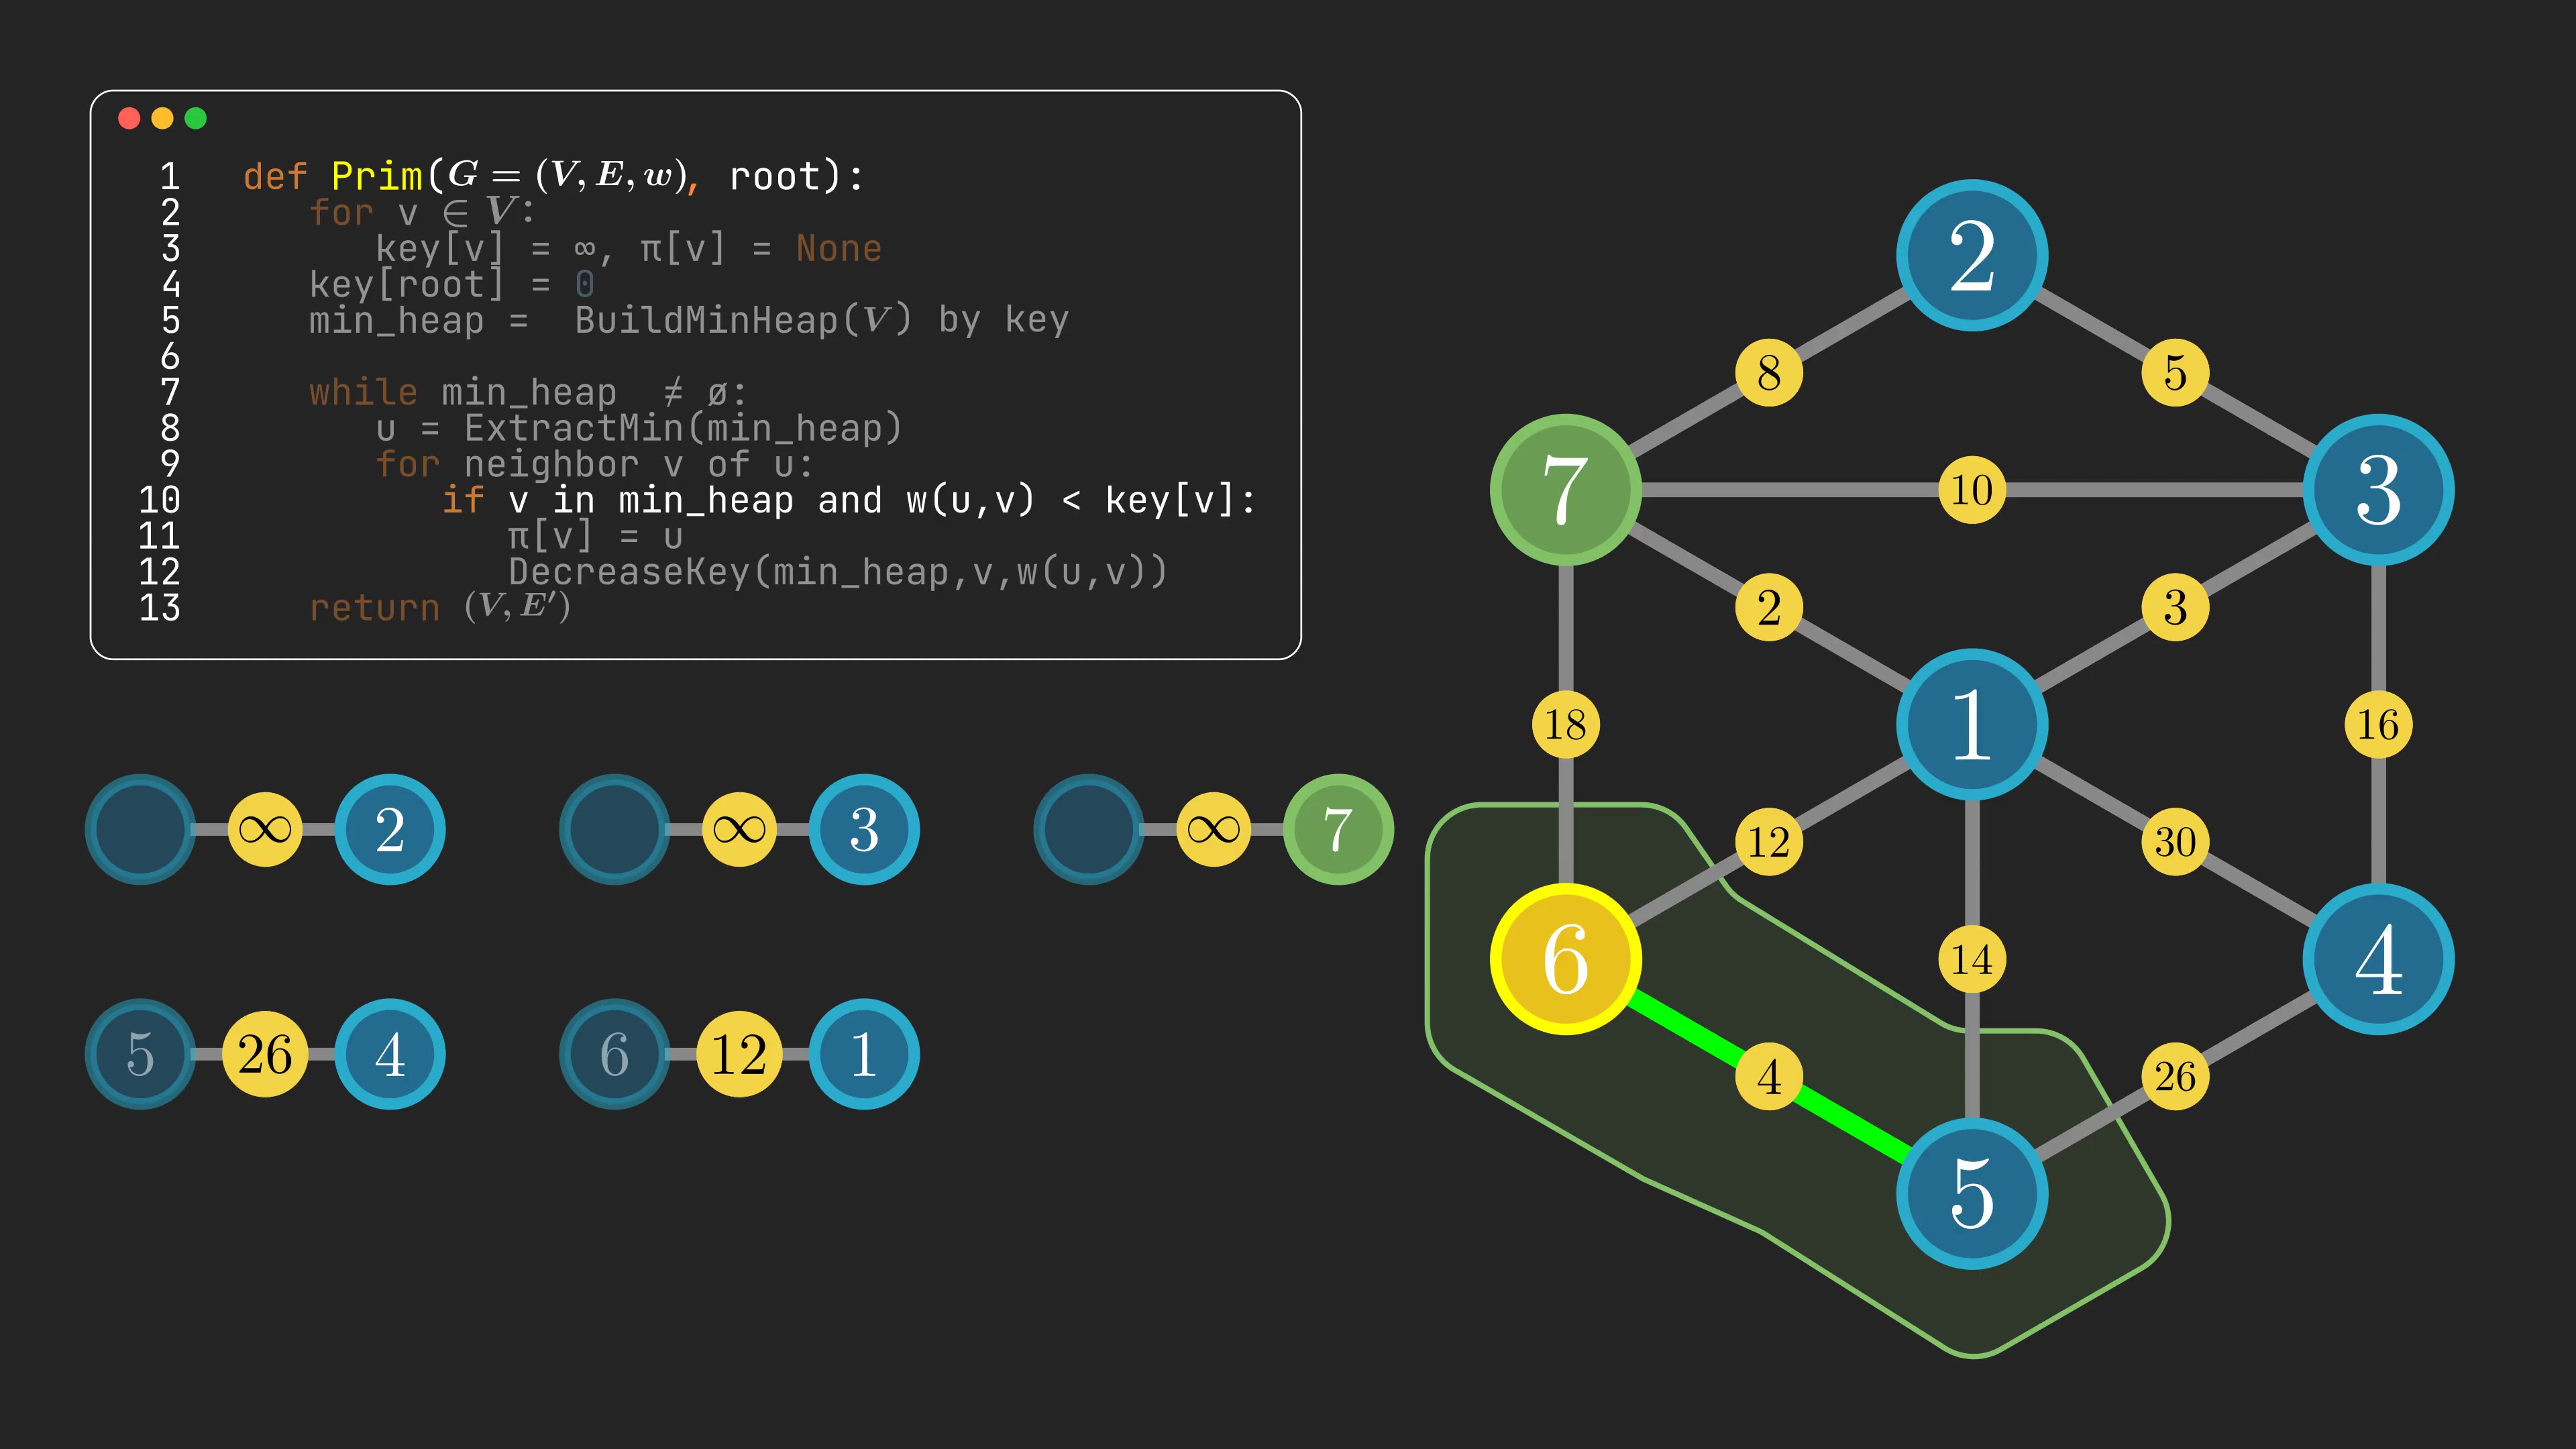 1 def Prim(G = (V, E, w), root):
2 for v ∈ V:
3 key[v] = ∞, π[v] = None
4 key[root] = 0
5 min_heap = BuildMinHeap(V) by key
6
7 while min_heap ≠ ø:
8 u = ExtractMin(min_heap)
9 for neighbor v of u:
10 if v in min_heap and w(u,v) < key[v]:
11 π[v] = u
12 DecreaseKey(min_heap,v,w(u,v))
13 return (V, E′)
∞ 2
∞ 3
∞ 7
5 26 4
6 12 1
2
8 5
7 10 3
2 3
18 1 16
12 30
6 14 4
4 26
5